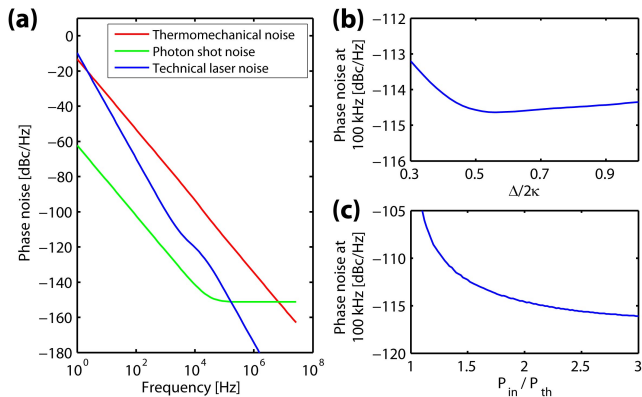 (a)
Phase noise [dBc/Hz]
0
−20
−40
−60
−80
−100
−120
−140
−160
−180
Thermomechanical noise
Photon shot noise
Technical laser noise
10^0
10^2
10^4
10^6
10^8
Frequency [Hz]
(b)
Phase noise at
100 kHz [dBc/Hz]
−112
−113
−114
−115
−116
0.3
0.5
0.7
0.9
Δ/2κ
(c)
Phase noise at
100 kHz [dBc/Hz]
−105
−110
−115
−120
1
1.5
2
2.5
3
P_in / P_th